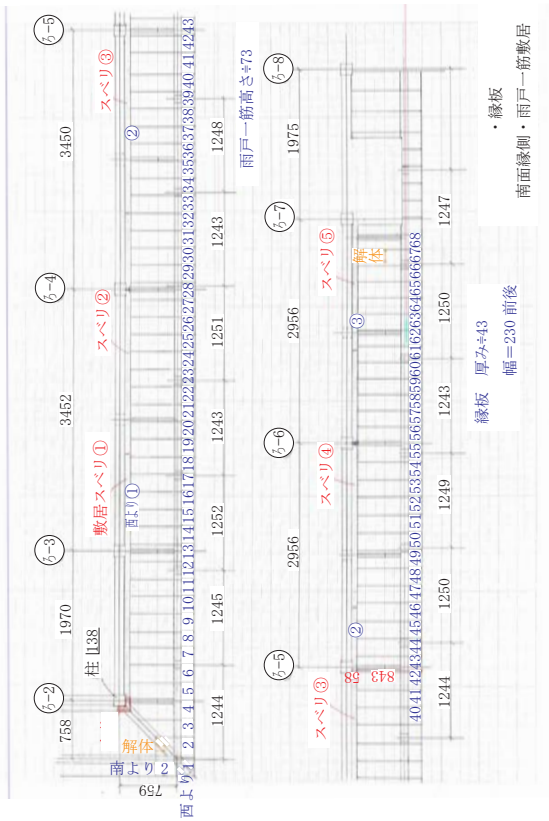 ろ-2 ろ-3 ろ-4 ろ-5
758 1970 3452 3450
柱 138
敷居スベリ① スベリ② スベリ③
759
解体
南より 2
西より① ②
西より 1 2 3 4 5 6 7 8 9 10 11 12 13 14 15 16 17 18 19 20 21 22 23 24 25 26 27 28 29 30 31 32 33 34 35 36 37 38 39 40 41 42 43
1244 1245 1252 1243 1251 1243 1248
雨戸一筋高さ≒73
ろ-5 ろ-6 ろ-7 ろ-8
2956 2956 1975
スベリ③ スベリ④ スベリ⑤
② ③
解体
843 58
40 41 42 43 44 45 46 47 48 49 50 51 52 53 54 55 56 57 58 59 60 61 62 63 64 65 66 67 68
1244 1250 1249 1243 1250 1247
縁板 厚み≒43
幅=230 前後
・縁板
南面縁側・雨戸一筋敷居